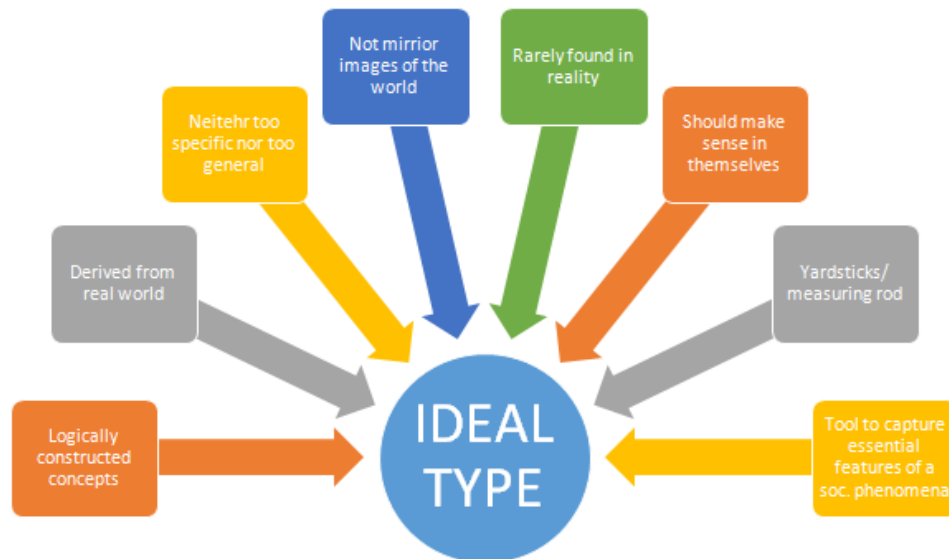 Not mirrior
images of the
world
Rarely found in
reality
Neitehr too
specific nor too
general
Should make
sense in
themselves
Derived from
real world
Yardsticks/
measuring rod
Logically
constructed
concepts
IDEAL
TYPE
Tool to capture
essential
features of a
soc. phenomena